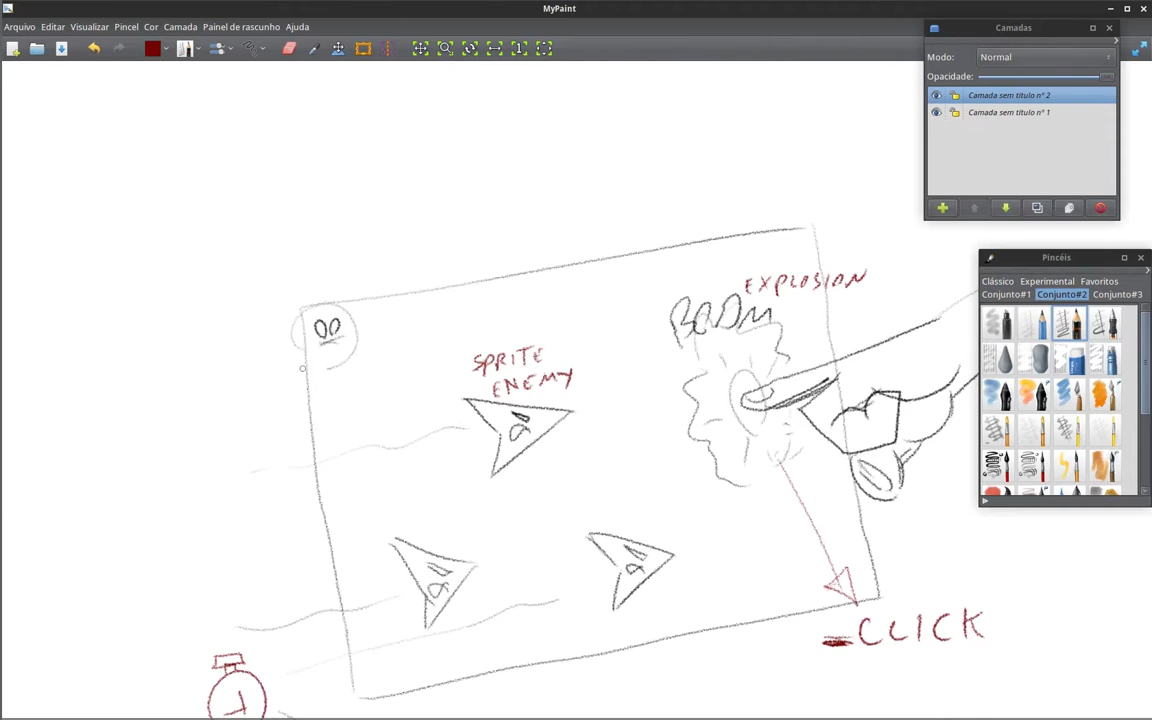 MyPaint
Arquivo Editar Visualizar Pincel Cor Camada Painel de rascunho Ajuda
Camadas
Modo: Normal
Opacidade:
Camada sem título nº 2
Camada sem título nº 1
Pincéis
Clássico Experimental Favoritos
Conjunto#1 Conjunto#2 Conjunto#3
EXPLOSION
BOOM
00
SPRITE
ENEMY
CLICK